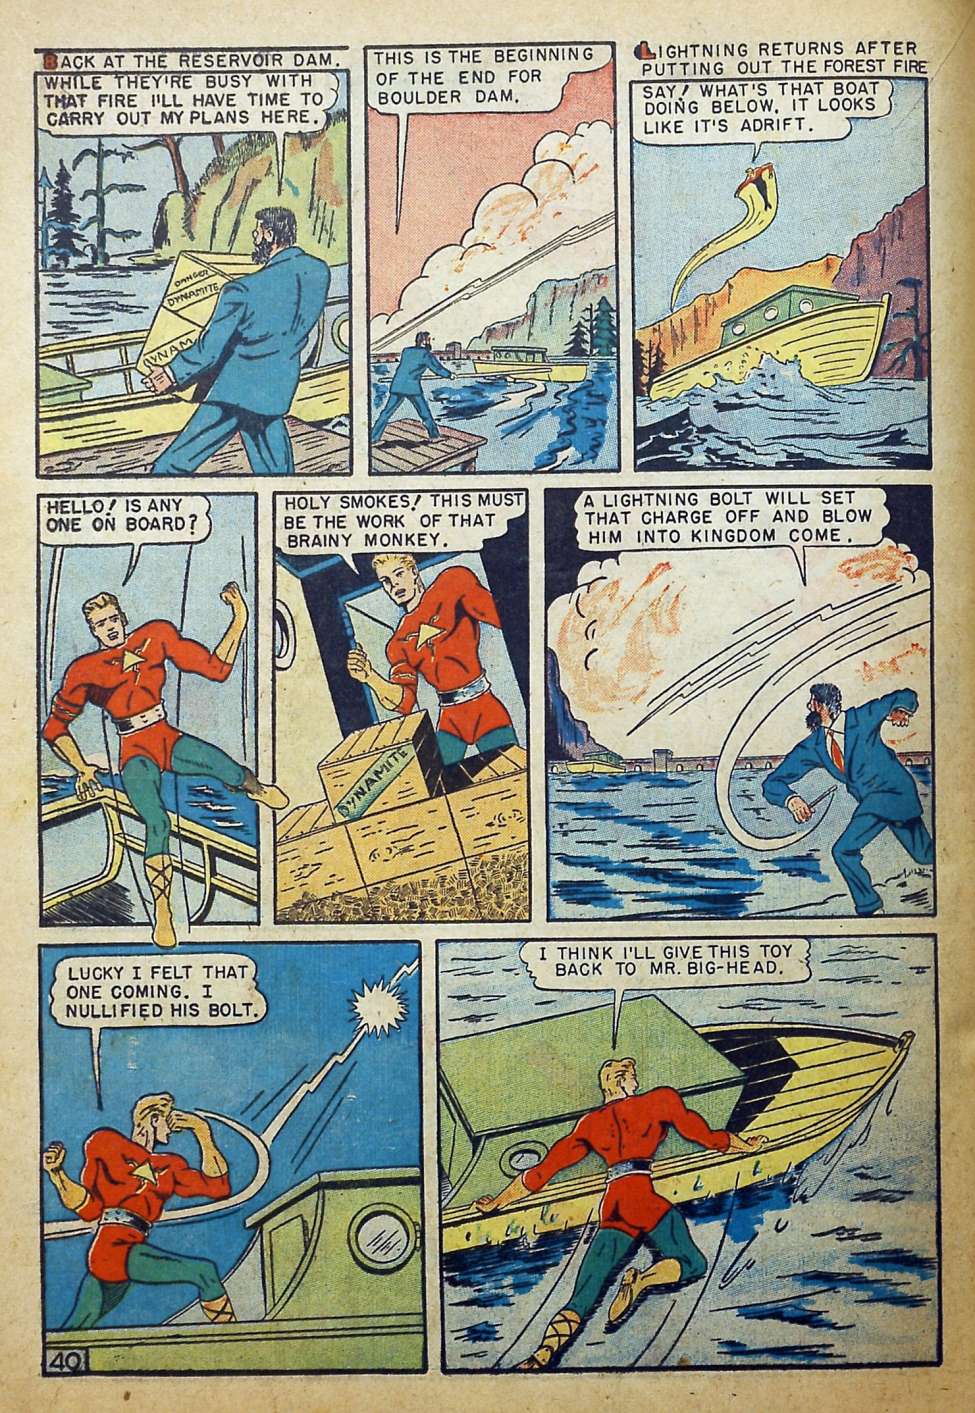 BACK AT THE RESERVOIR DAM.
WHILE THEY'RE BUSY WITH
THAT FIRE I'LL HAVE TIME TO
CARRY OUT MY PLANS HERE.
DANGER
DYNAMITE
DYNAM
THIS IS THE BEGINNING
OF THE END FOR
BOULDER DAM.
LIGHTNING RETURNS AFTER
PUTTING OUT THE FOREST FIRE
SAY! WHAT'S THAT BOAT
DOING BELOW. IT LOOKS
LIKE IT'S ADRIFT.
HELLO! IS ANY
ONE ON BOARD?
HOLY SMOKES! THIS MUST
BE THE WORK OF THAT
BRAINY MONKEY.
DYNAMITE
A LIGHTNING BOLT WILL SET
THAT CHARGE OFF AND BLOW
HIM INTO KINGDOM COME.
LUCKY I FELT THAT
ONE COMING. I
NULLIFIED HIS BOLT.
I THINK I'LL GIVE THIS TOY
BACK TO MR. BIG-HEAD.
40